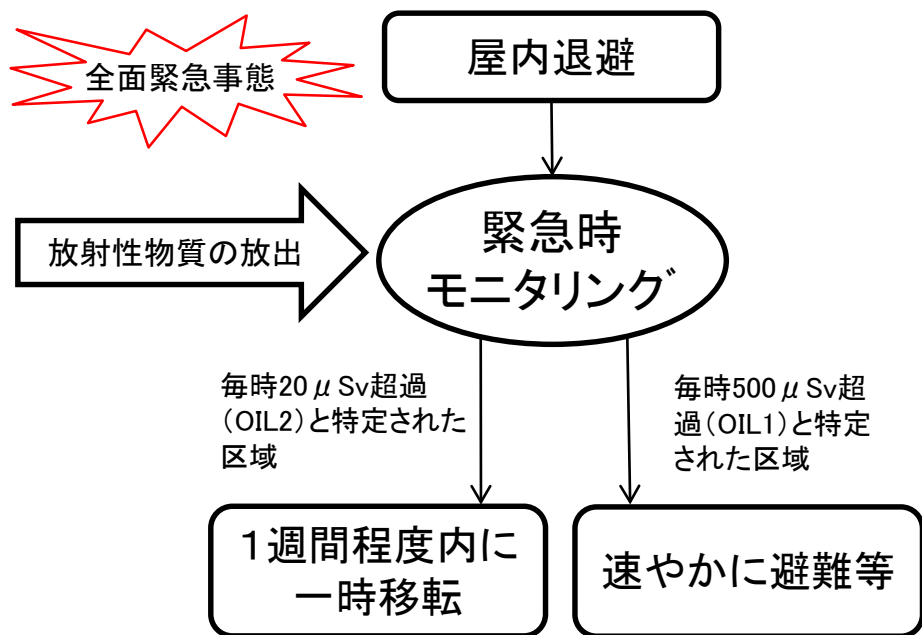 全面緊急事態
屋内退避
放射性物質の放出
緊急時
モニタリング
毎時20μSv超過
（OIL2）と特定された
区域
毎時500μSv超
過（OIL1）と特定
された区域
１週間程度内に
一時移転
速やかに避難等